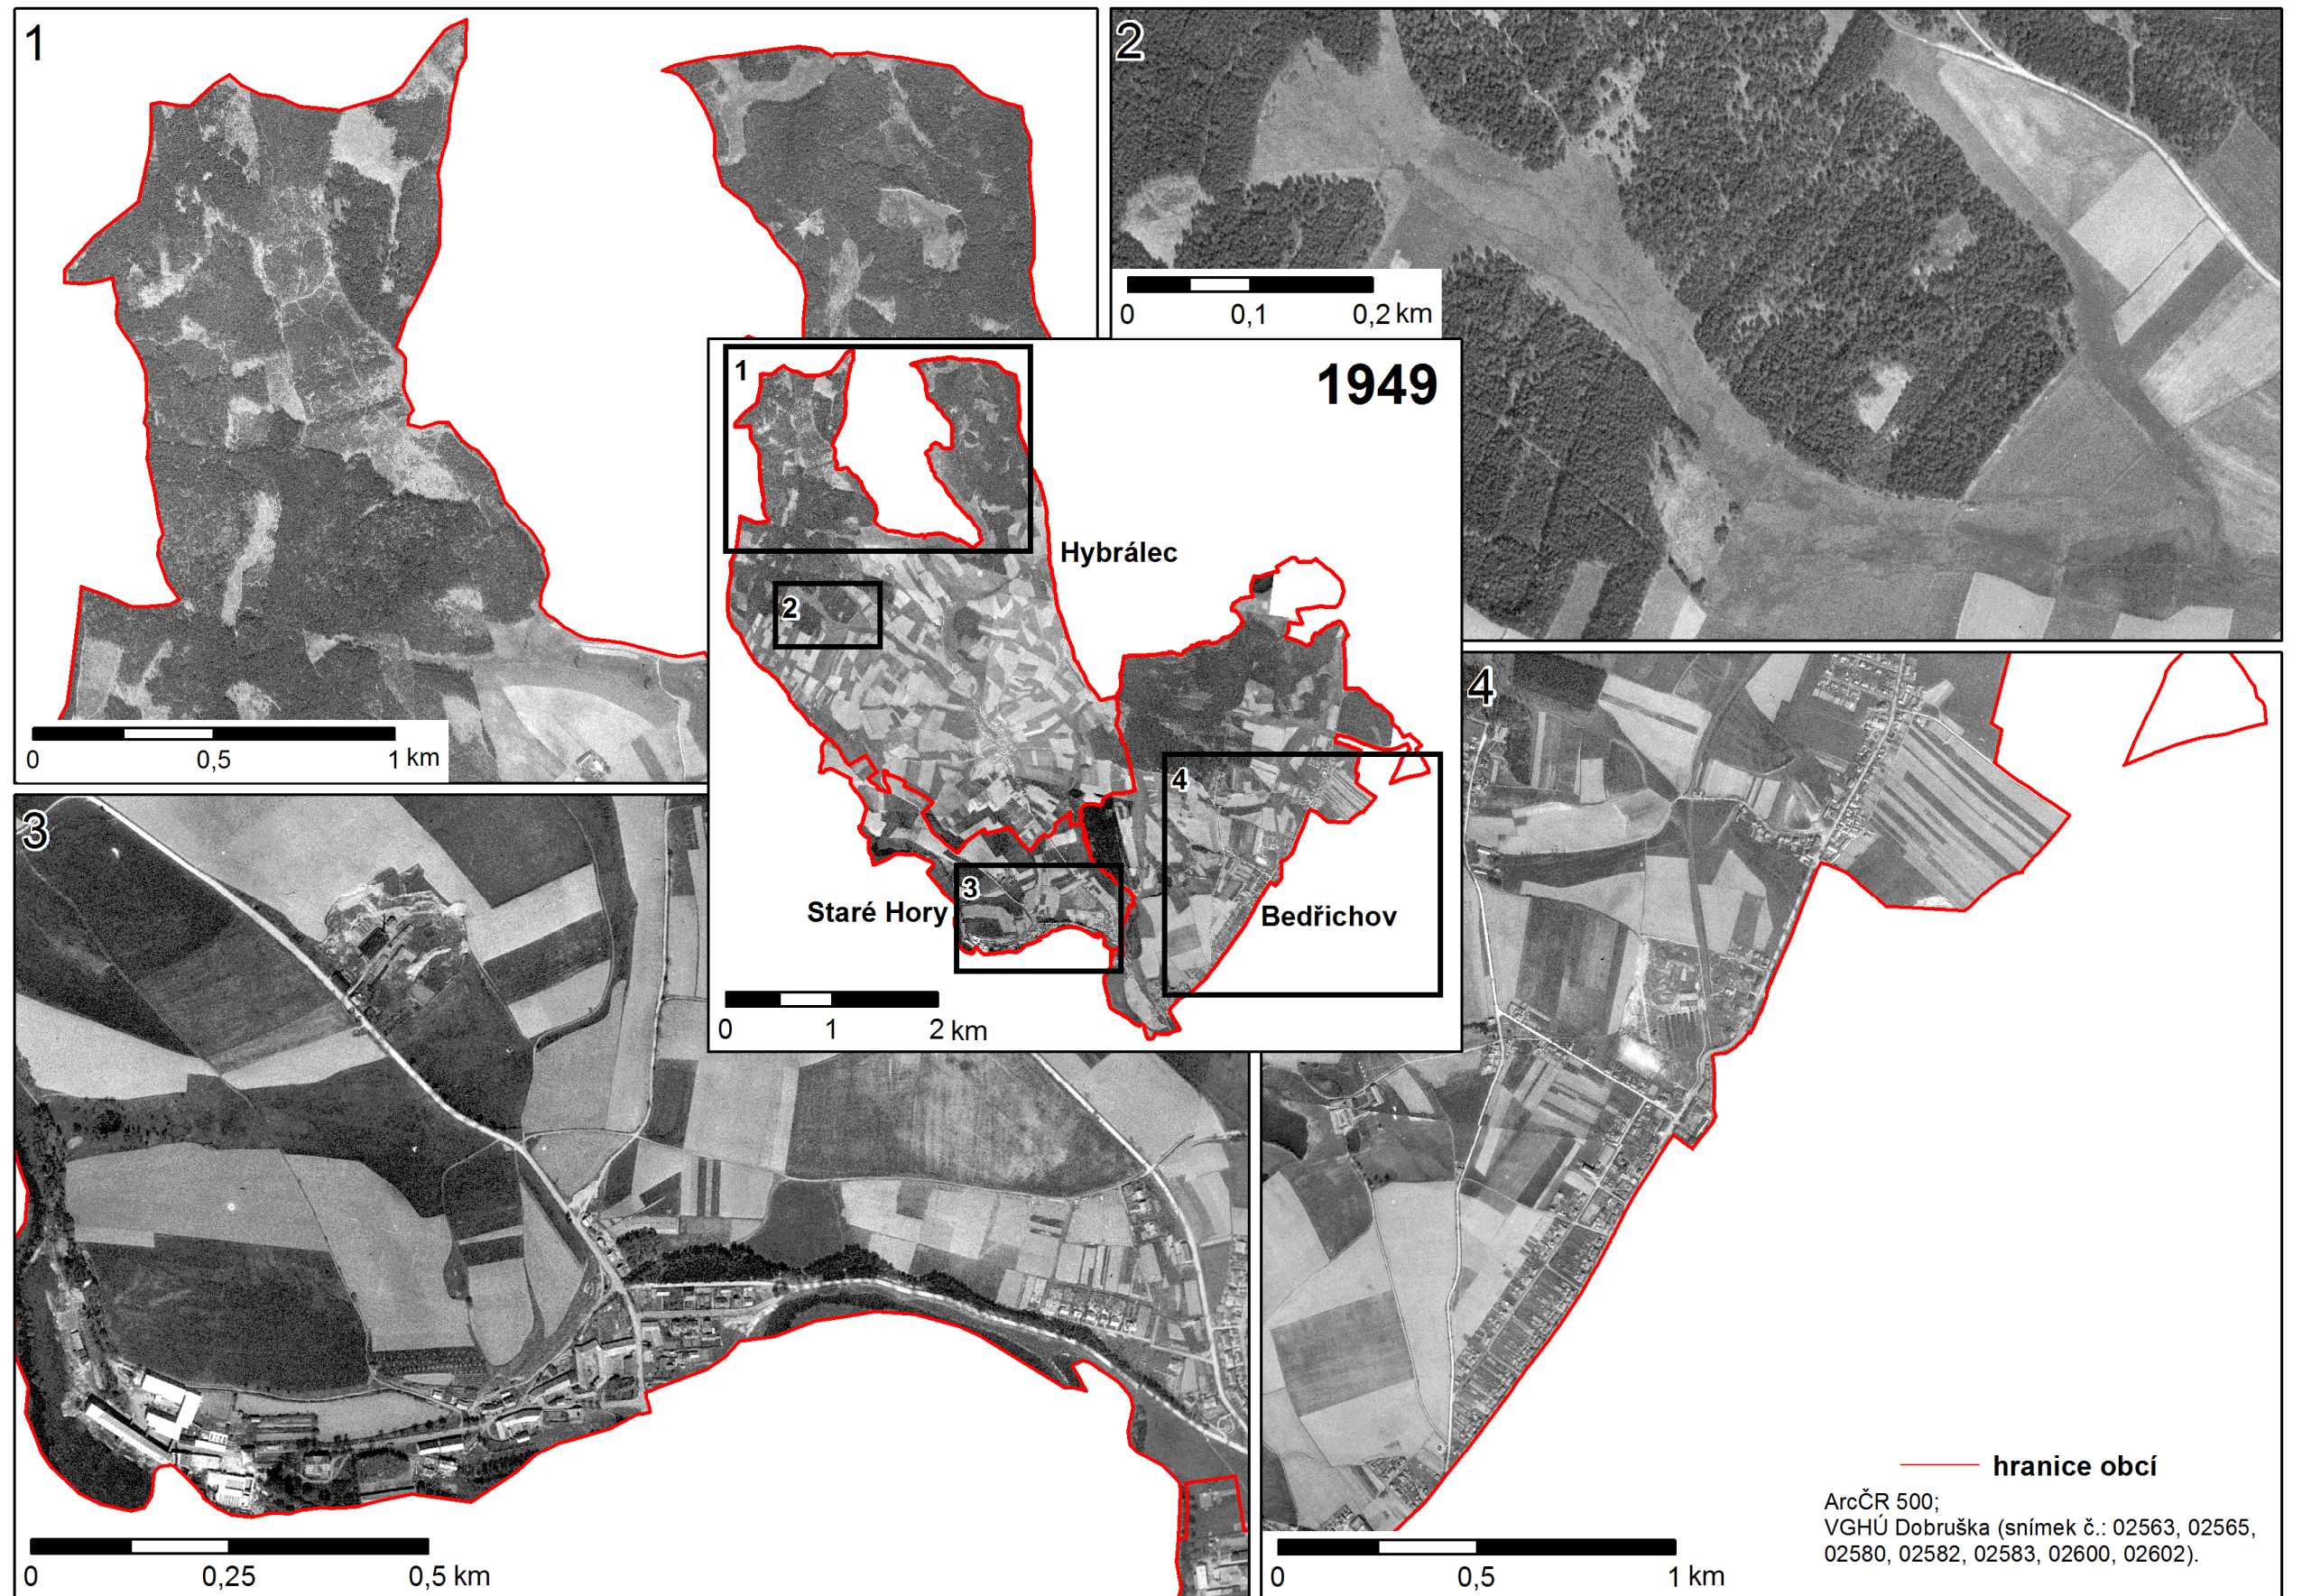 1
0 0,5 1 km
2
0 0,1 0,2 km
1949
1
2
3
4
Hybrálec
Staré Hory
Bedřichov
0 1 2 km
3
0 0,25 0,5 km
4
0 0,5 1 km
hranice obcí
ArcČR 500;
VGHÚ Dobruška (snímek č.: 02563, 02565,
02580, 02582, 02583, 02600, 02602).